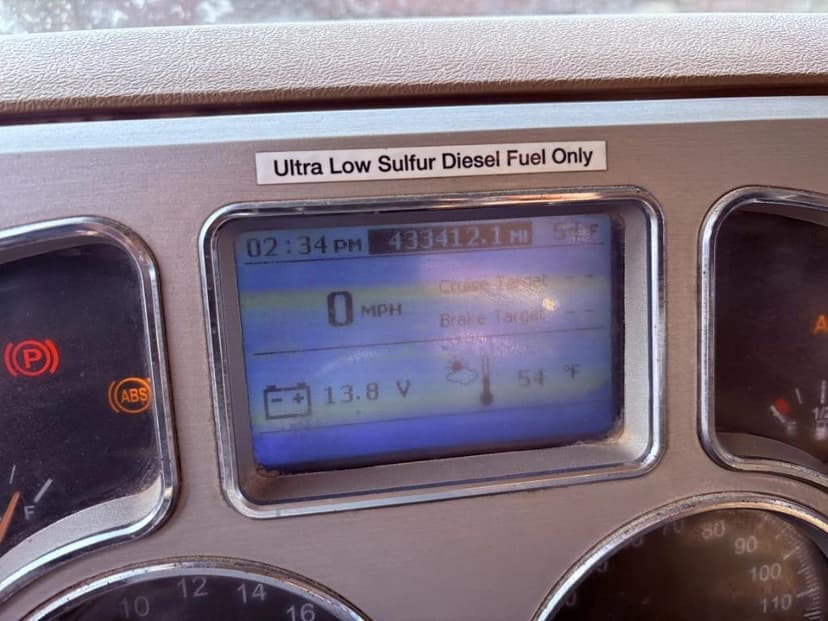 Ultra Low Sulfur Diesel Fuel Only
02:34 PM 433412.1 MI
0 MPH
Cruise Target - -
Brake Target - -
13.8 V 54 °F
P
ABS
F
10 12 14 16
80 90 100 110